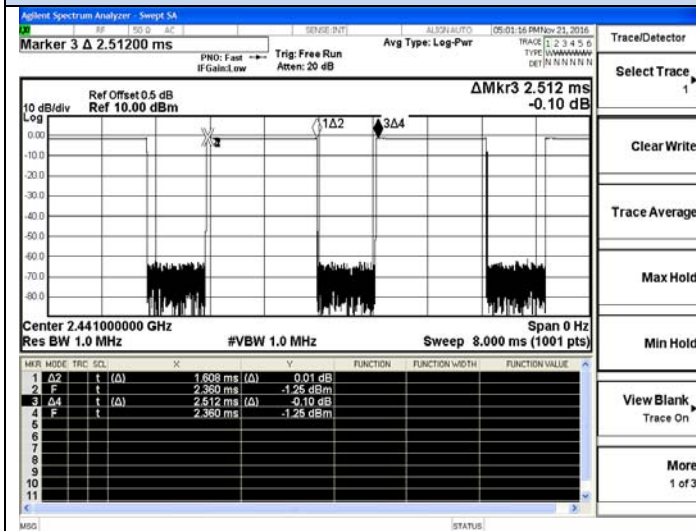 Agilent Spectrum Analyzer - Swept SA
RF 50 Ω AC SENSE:INT ALIGN AUTO 05:01:16 PM Nov 21, 2016
Marker 3 Δ 2.51200 ms
PNO: Fast
IFGain:Low
Trig: Free Run
Atten: 20 dB
Avg Type: Log-Pwr
TRACE 1 2 3 4 5 6
TYPE
DET N N N N N N
Ref Offset 0.5 dB
Ref 10.00 dBm
10 dB/div
Log
ΔMkr3 2.512 ms
-0.10 dB
1Δ2
3Δ4
0.00
-10.0
-20.0
-30.0
-40.0
-50.0
-60.0
-70.0
-80.0
Center 2.441000000 GHz
Span 0 Hz
Res BW 1.0 MHz
#VBW 1.0 MHz
Sweep 8.000 ms (1001 pts)
MKR MODE TRC SCL X Y FUNCTION FUNCTION WIDTH FUNCTION VALUE
1 Δ2 t (Δ) 1.608 ms (Δ) 0.01 dB
2 F t 2.360 ms -1.25 dBm
3 Δ4 t (Δ) 2.512 ms (Δ) -0.10 dB
4 F t 2.360 ms -1.25 dBm
5
6
7
8
9
10
11
MSG
STATUS
Trace/Detector
Select Trace
1
Clear Write
Trace Average
Max Hold
Min Hold
View Blank
Trace On
More
1 of 3